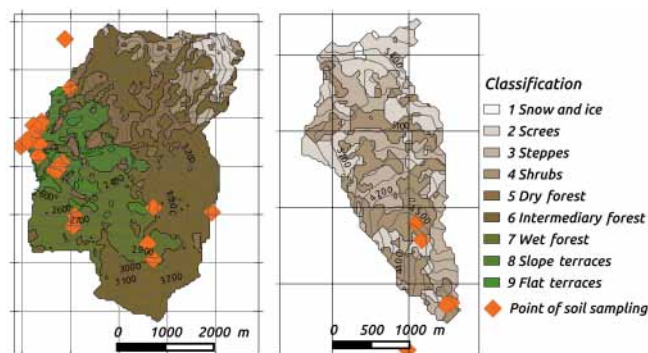 Classification
1 Snow and ice
2 Screes
3 Steppes
4 Shrubs
5 Dry forest
6 Intermediary forest
7 Wet forest
8 Slope terraces
9 Flat terraces
Point of soil sampling
2600
2700
3000
3100
3200
0 1000 2000 m
4200
0 500 1000 m